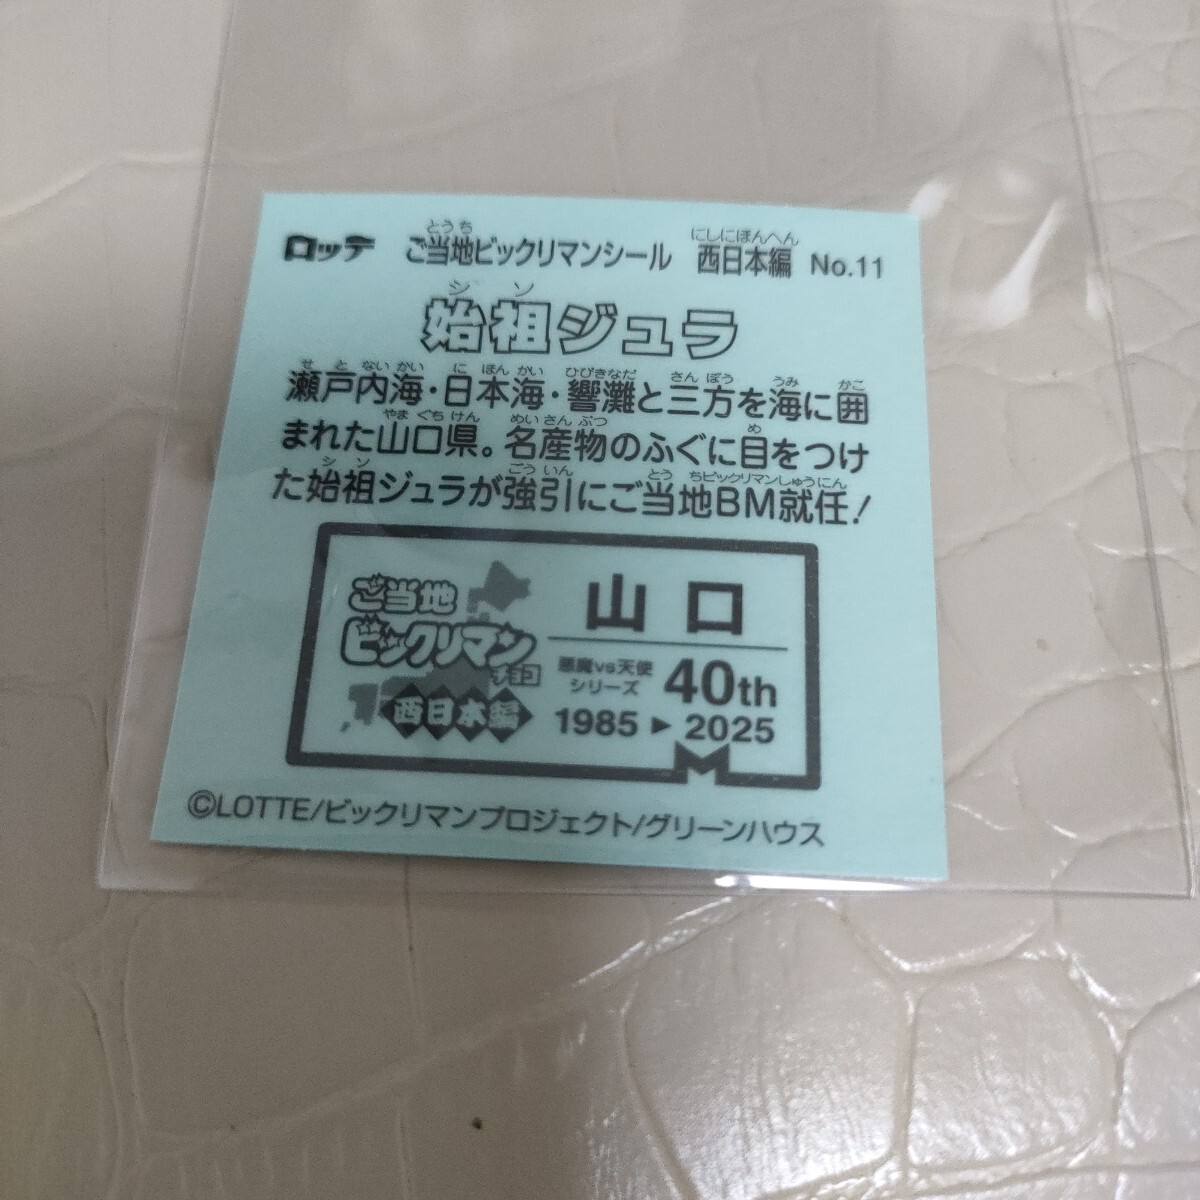 ロッテ ご当地ビックリマンシール 西日本編 No.11
始祖ジュラ
瀬戸内海・日本海・響灘と三方を海に囲
まれた山口県。名産物のふぐに目をつけ
た始祖ジュラが強引にご当地BM就任!
ご当地
ビックリマン
チョコ
西日本編
山口
悪魔vs天使
シリーズ
40th
1985 ▶ 2025
©LOTTE/ビックリマンプロジェクト/グリーンハウス